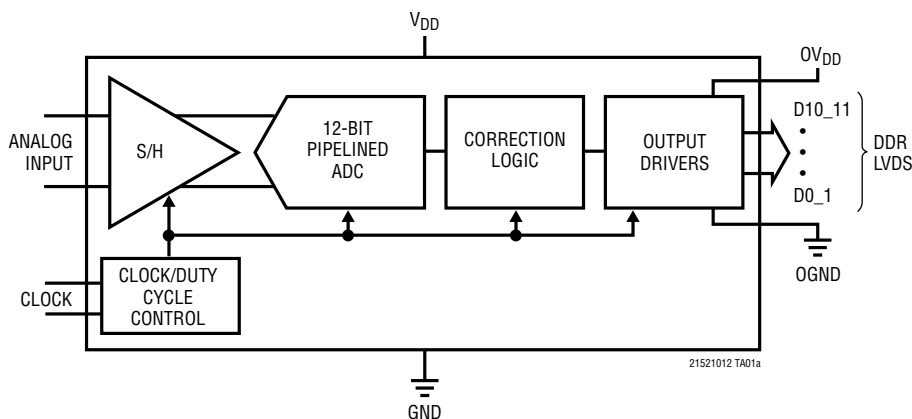 VDD
OVDD
ANALOG
INPUT
S/H
12-BIT
PIPELINED
ADC
CORRECTION
LOGIC
OUTPUT
DRIVERS
D10_11
•
•
•
D0_1
DDR
LVDS
OGND
CLOCK
CLOCK/DUTY
CYCLE
CONTROL
GND
21521012 TA01a